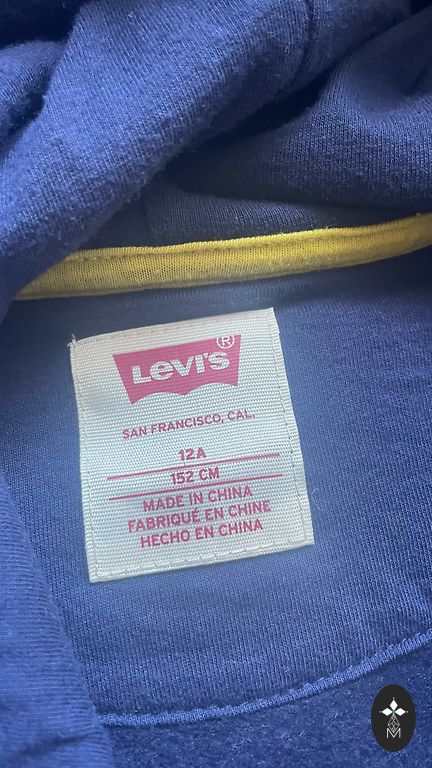 LEVI'S®
SAN FRANCISCO, CAL.
12A
152 CM
MADE IN CHINA
FABRIQUÉ EN CHINE
HECHO EN CHINA
M